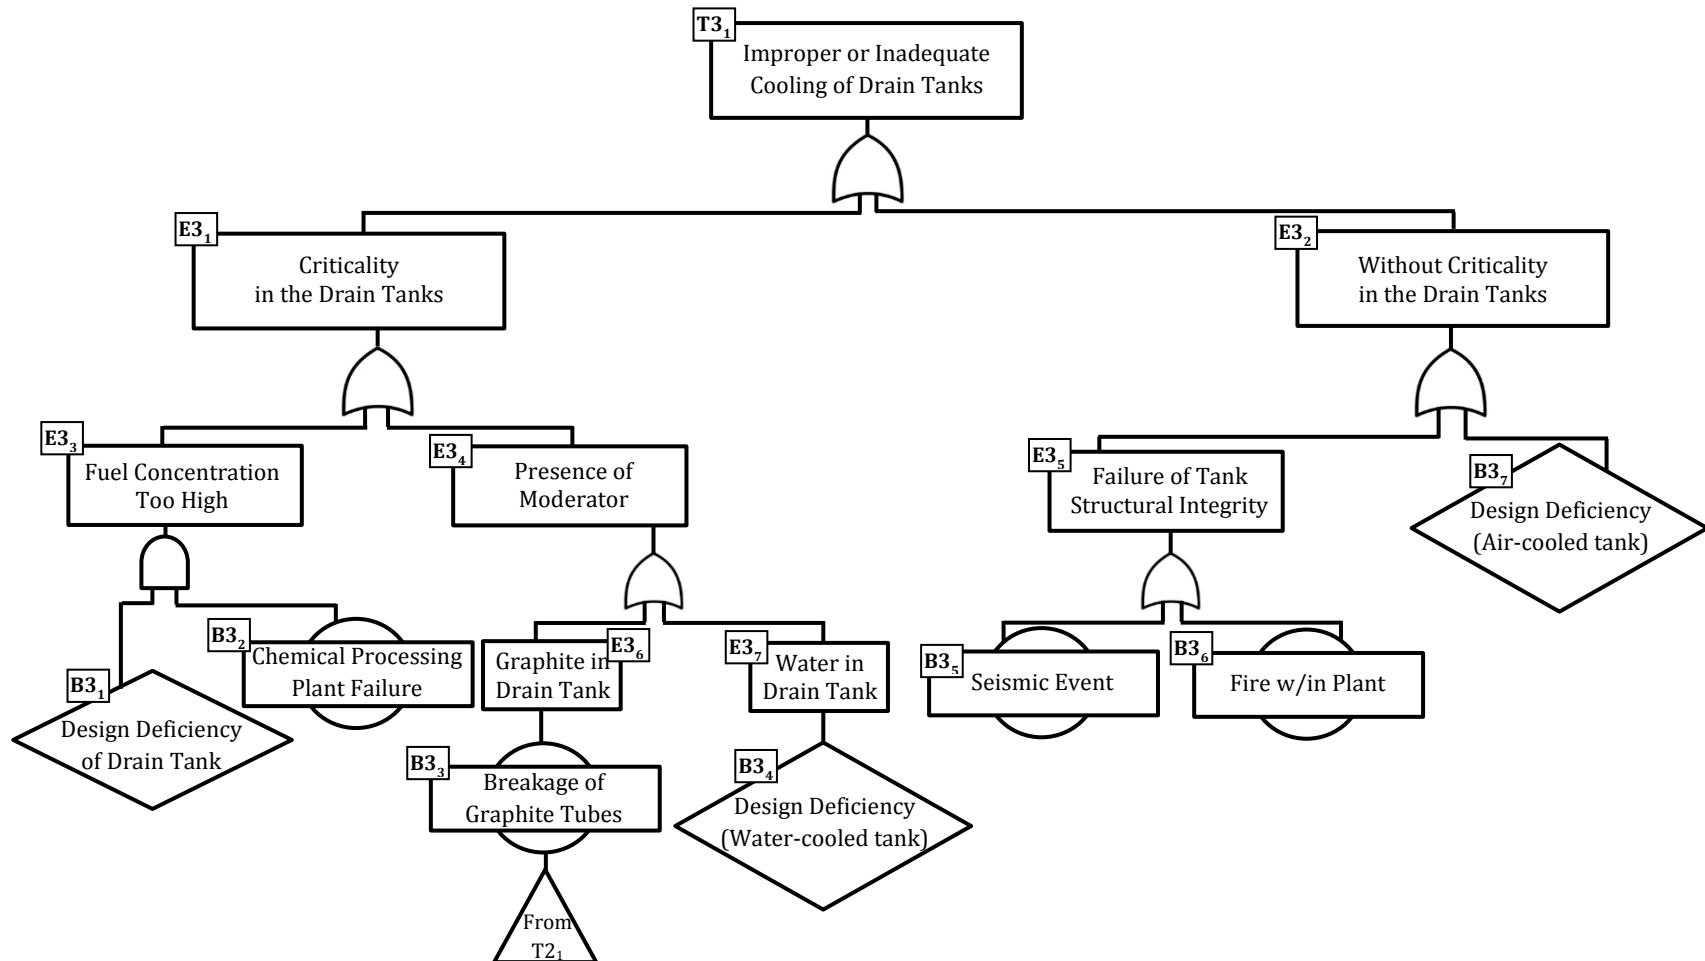 T3₁
Improper or Inadequate
Cooling of Drain Tanks
E3₁
Criticality
in the Drain Tanks
E3₂
Without Criticality
in the Drain Tanks
E3₃
Fuel Concentration
Too High
E3₄
Presence of
Moderator
E3₅
Failure of Tank
Structural Integrity
B3₇
Design Deficiency
(Air-cooled tank)
B3₁
Design Deficiency
of Drain Tank
B3₂
Chemical Processing
Plant Failure
E3₆
Graphite in
Drain Tank
E3₇
Water in
Drain Tank
B3₅
Seismic Event
B3₆
Fire w/in Plant
B3₃
Breakage of
Graphite Tubes
B3₄
Design Deficiency
(Water-cooled tank)
From
T2₁